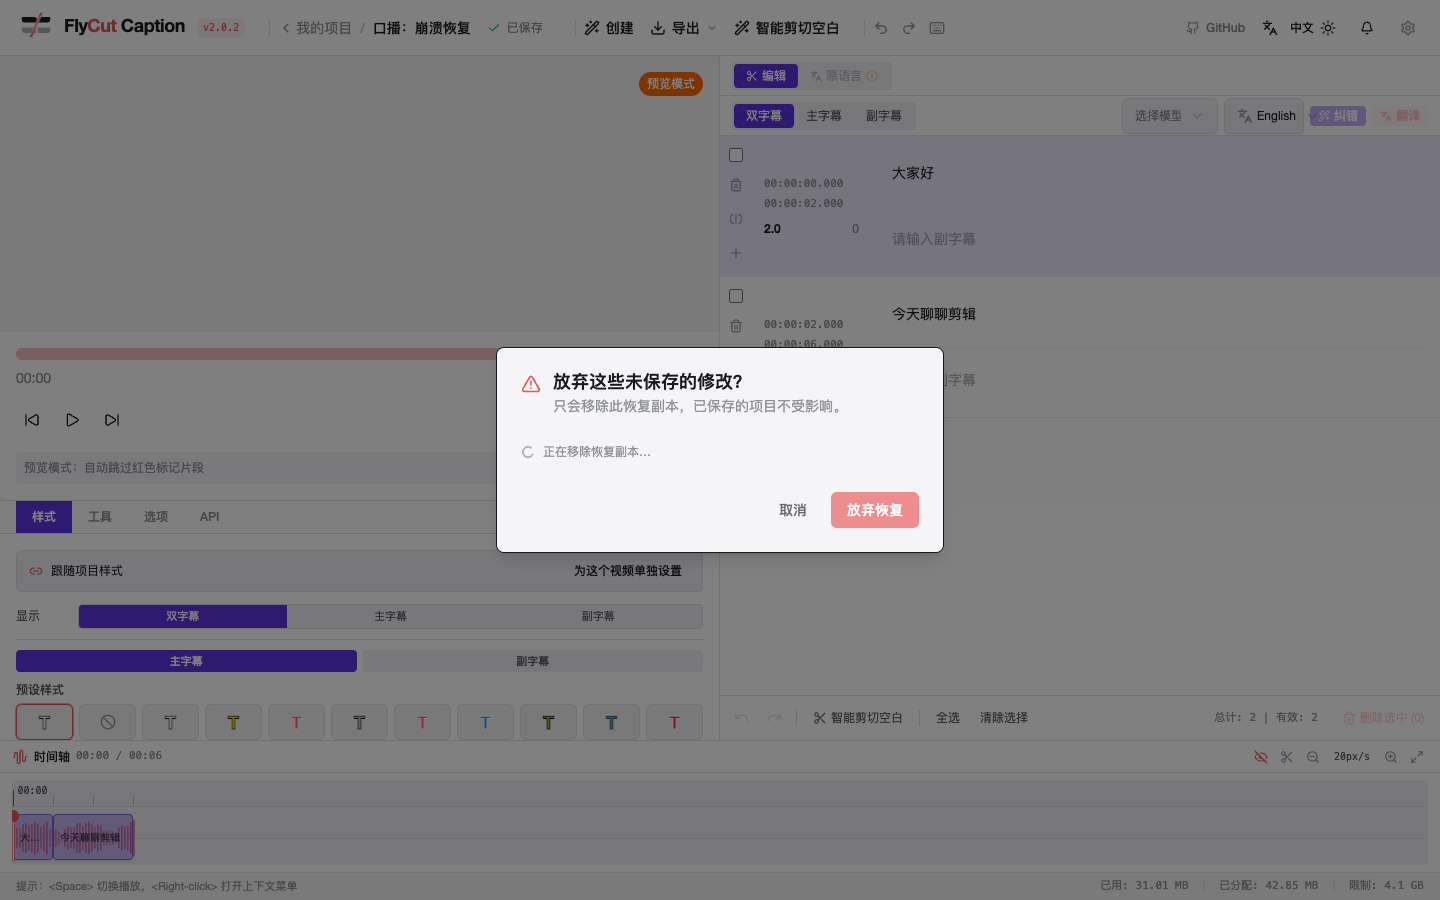 FlyCut Caption v2.0.2 我的项目 / 口播：崩溃恢复 已保存 创建 导出 智能剪切空白 GitHub 中文
预览模式
编辑 原语言
双字幕 主字幕 副字幕 选择模型 English 纠错 翻译
大家好
00:00:00.000
00:00:02.000
2.0 0
请输入副字幕
今天聊聊剪辑
00:00:02.000
00:00:06.000
字幕
00:00
预览模式：自动跳过红色标记片段
放弃这些未保存的修改？
只会移除此恢复副本，已保存的项目不受影响。
正在移除恢复副本...
取消 放弃恢复
样式 工具 选项 API
跟随项目样式 为这个视频单独设置
显示 双字幕 主字幕 副字幕
主字幕 副字幕
预设样式
T T T T T T T T T T
智能剪切空白 全选 清除选择 总计: 2 | 有效: 2 删除选中 (0)
时间轴 00:00 / 00:06 20px/s
00:00
大... 今天聊聊剪辑
提示：<Space> 切换播放，<Right-click> 打开上下文菜单 已用: 31.01 MB 已分配: 42.85 MB 限制: 4.1 GB